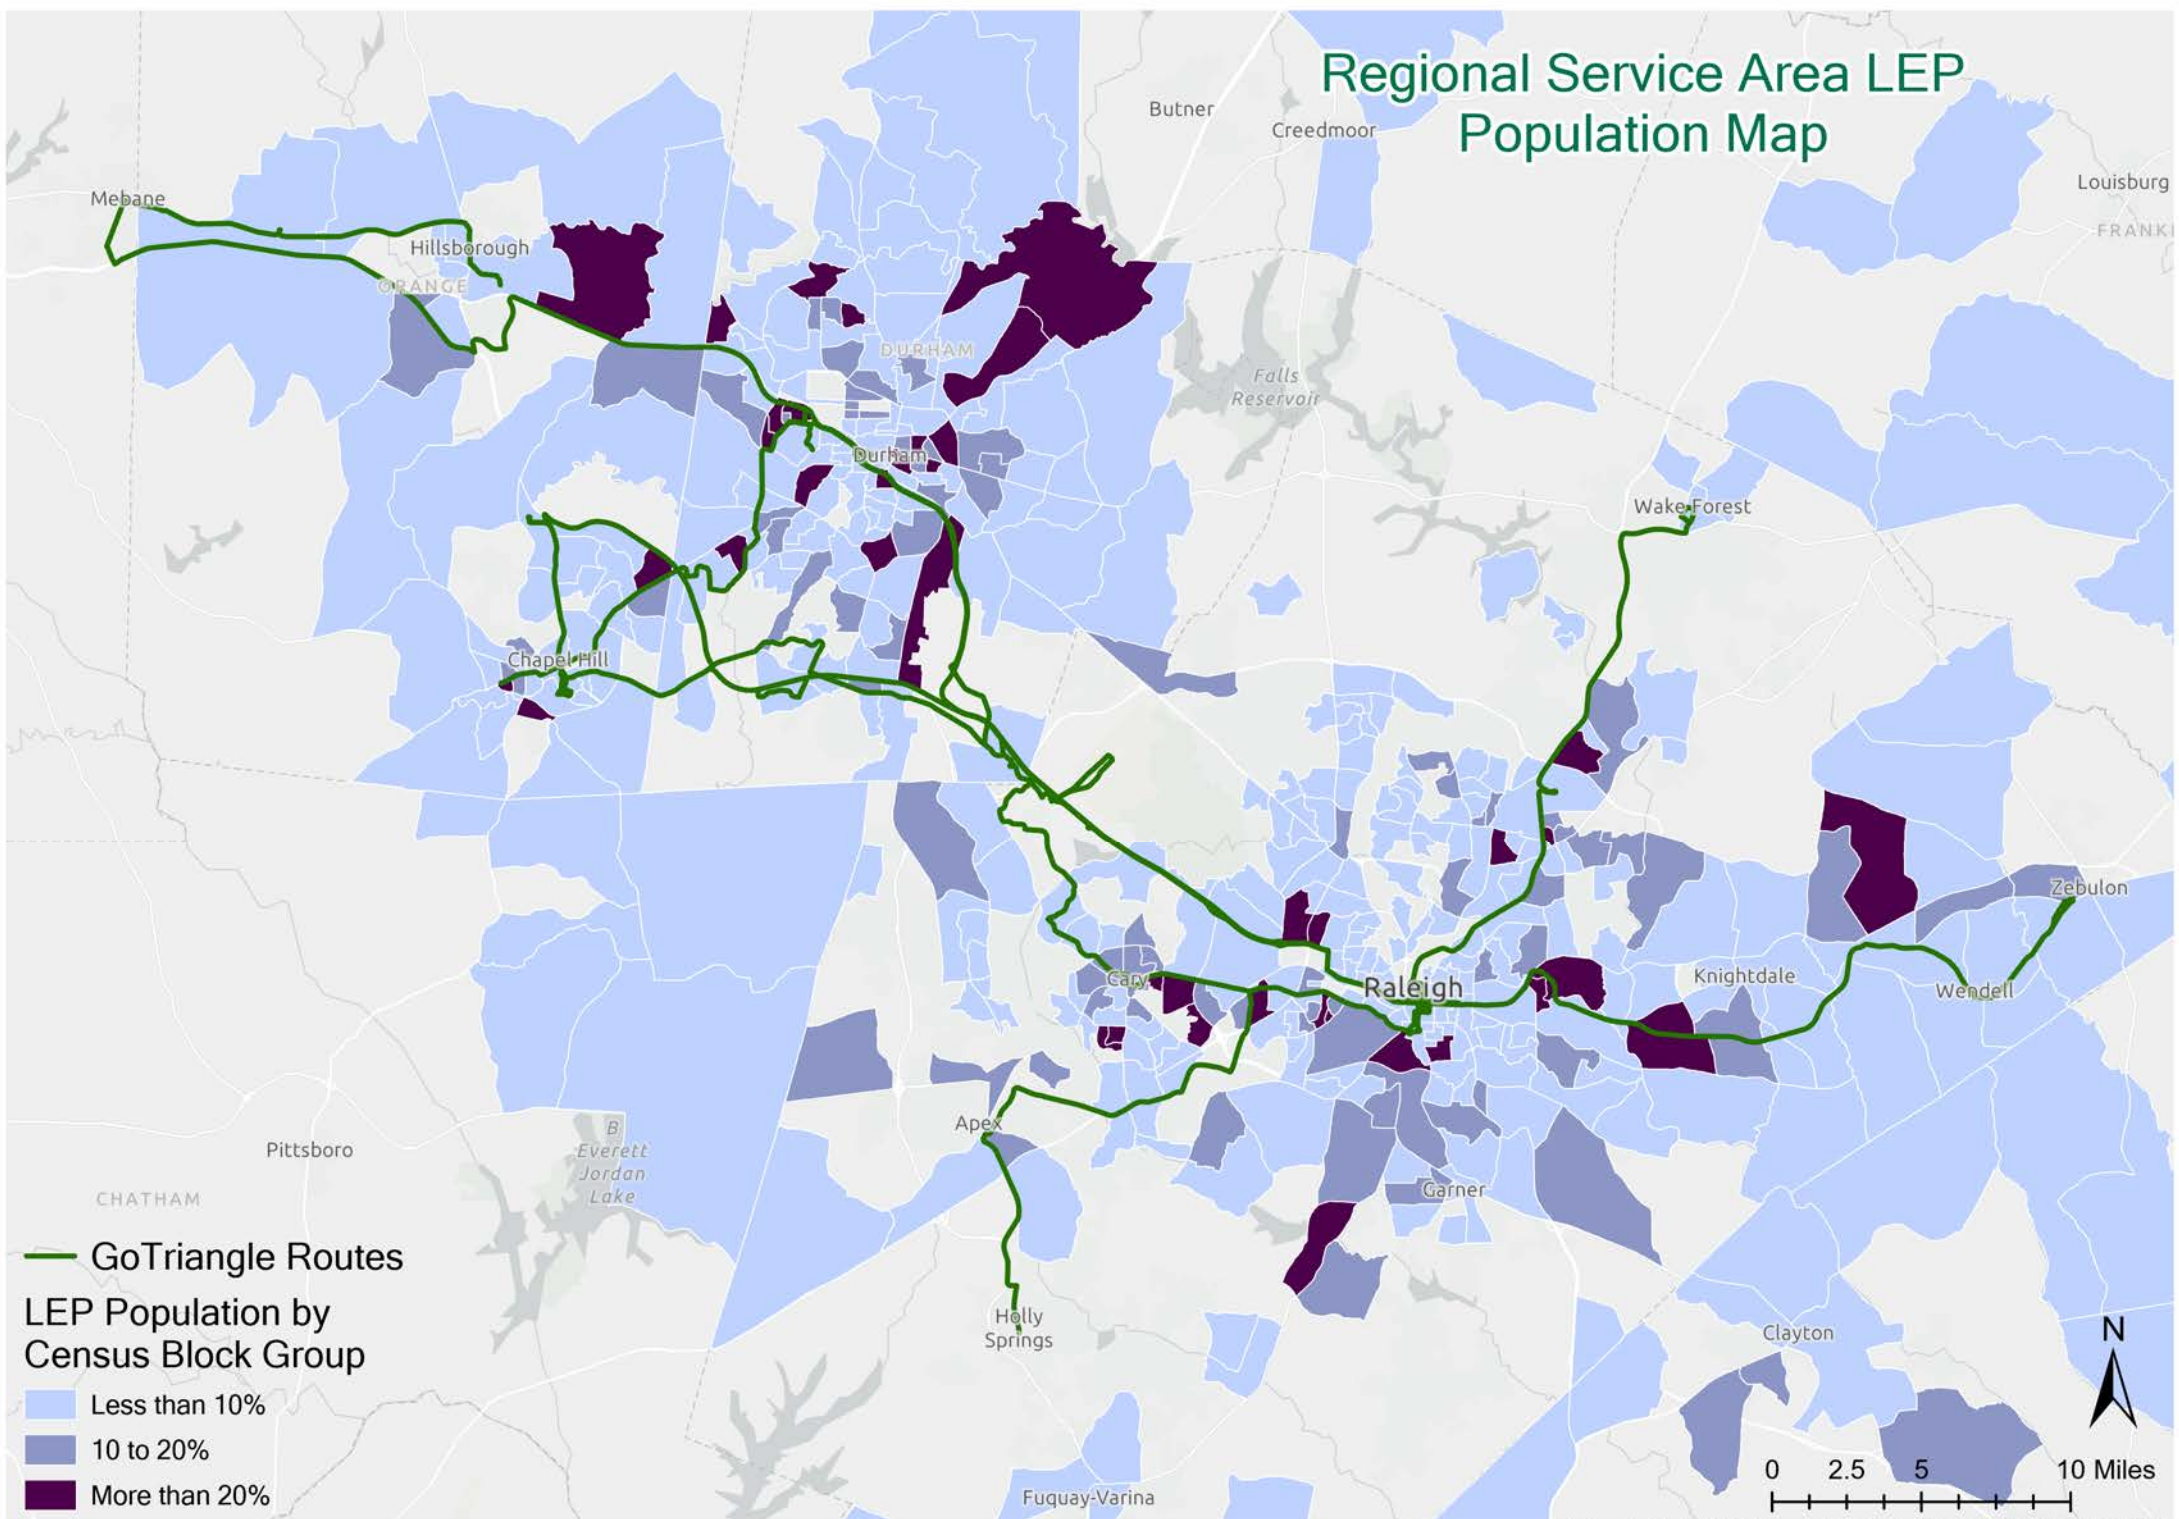 Regional Service Area LEP
Population Map
Butner
Creedmoor
Louisburg
Mebane
FRANKL
Hillsborough
ORANGE
DURHAM
Falls
Reservoir
Durham
Wake Forest
Chapel Hill
Zebulon
Cary
Raleigh
Knightdale
Wendell
Apex
B
Everett
Jordan
Lake
Pittsboro
CHATHAM
Garner
Holly
Springs
Clayton
Fuquay-Varina
GoTriangle Routes
LEP Population by
Census Block Group
Less than 10%
10 to 20%
More than 20%
N
0 2.5 5 10 Miles